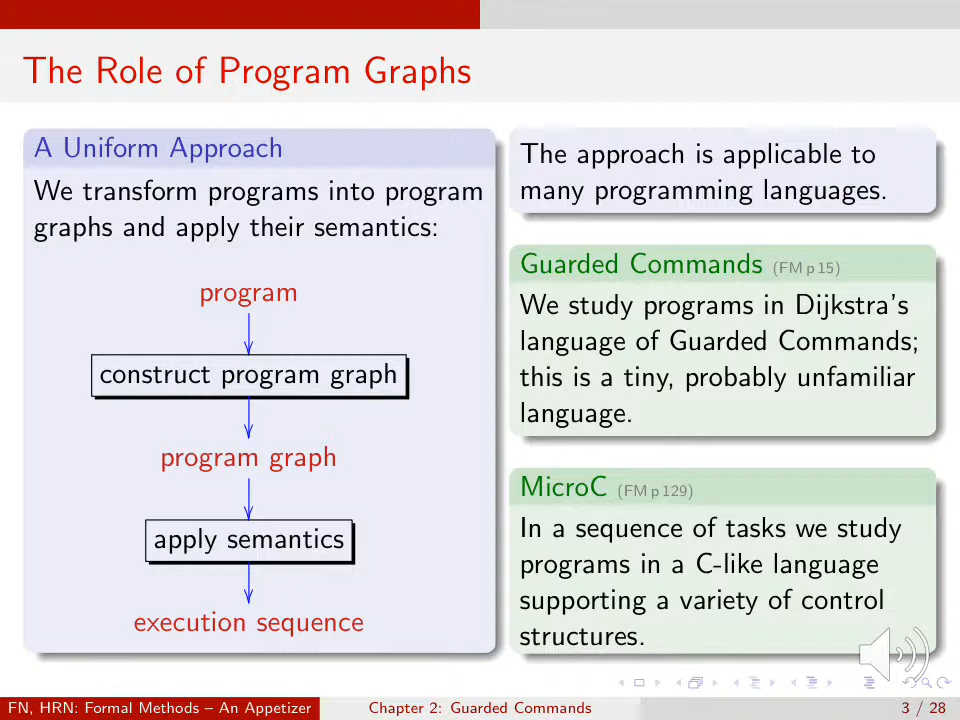 The Role of Program Graphs
A Uniform Approach
We transform programs into program
graphs and apply their semantics:
program
construct program graph
program graph
apply semantics
execution sequence
The approach is applicable to
many programming languages.
Guarded Commands (FM p 15)
We study programs in Dijkstra's
language of Guarded Commands;
this is a tiny, probably unfamiliar
language.
MicroC (FM p 129)
In a sequence of tasks we study
programs in a C-like language
supporting a variety of control
structures.
FN, HRN: Formal Methods – An Appetizer
Chapter 2: Guarded Commands
3 / 28